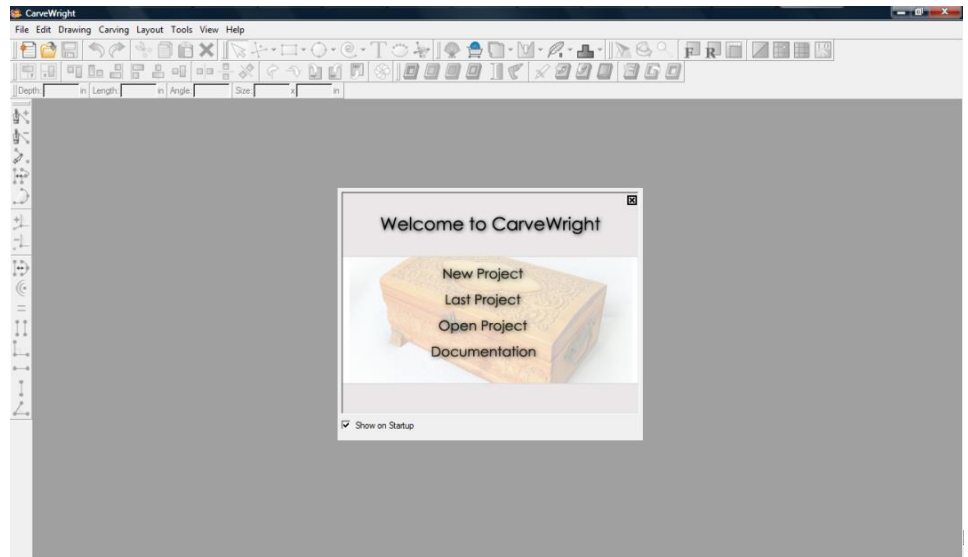 CarveWright
File Edit Drawing Carving Layout Tools View Help
Depth: in Length: in Angle: Size: x in
Welcome to CarveWright
New Project
Last Project
Open Project
Documentation
Show on Startup